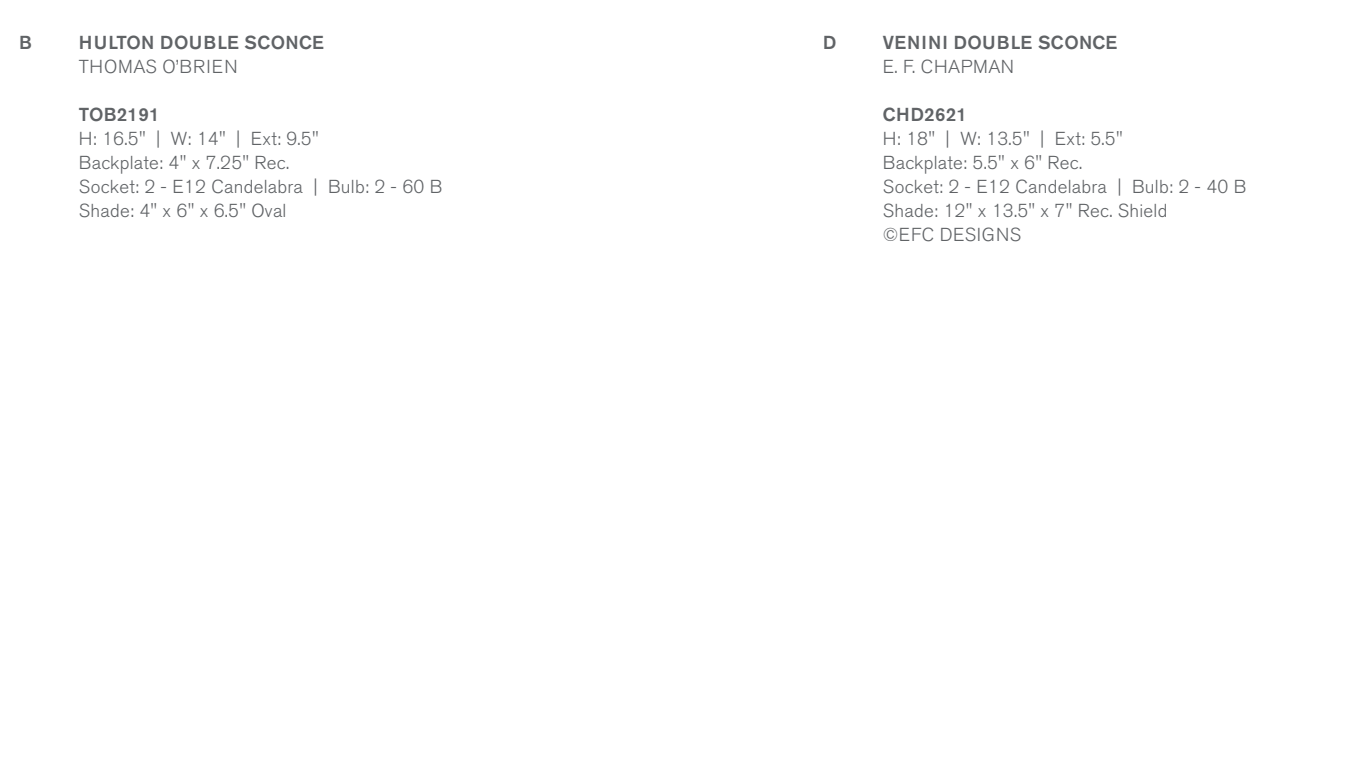 B HULTON DOUBLE SCONCE
THOMAS O’BRIEN
TOB2191
H: 16.5" | W: 14" | Ext: 9.5"
Backplate: 4" x 7.25" Rec.
Socket: 2 - E12 Candelabra | Bulb: 2 - 60 B
Shade: 4" x 6" x 6.5" Oval
D VENINI DOUBLE SCONCE
E. F. CHAPMAN
CHD2621
H: 18" | W: 13.5" | Ext: 5.5"
Backplate: 5.5" x 6" Rec.
Socket: 2 - E12 Candelabra | Bulb: 2 - 40 B
Shade: 12" x 13.5" x 7" Rec. Shield
©EFC DESIGNS